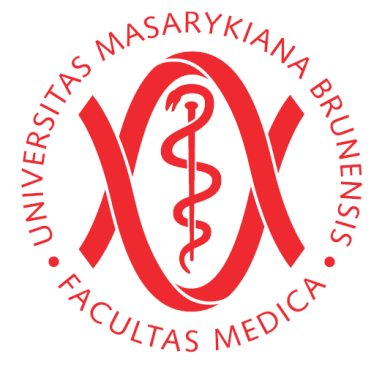 UNIVERSITAS MASARYKIANA BRUNENSIS
• FACULTAS MEDICA •